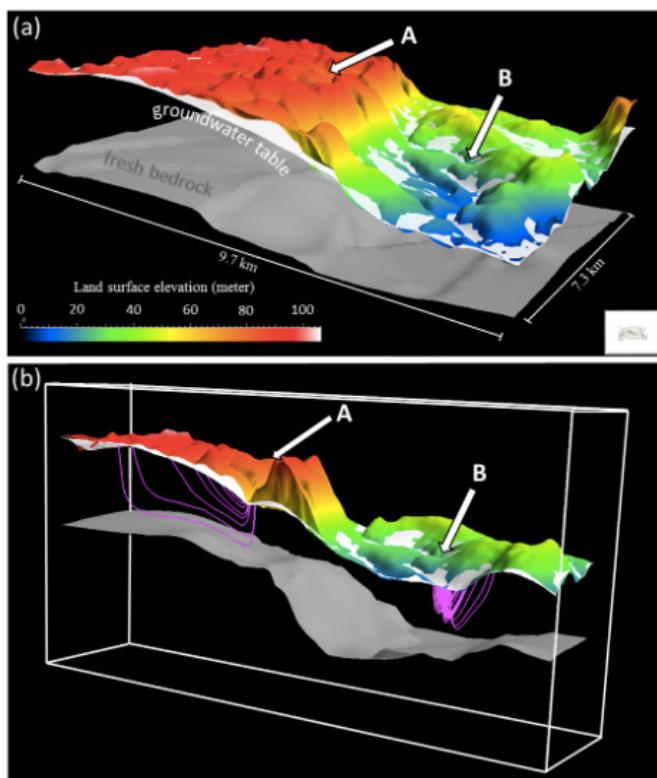 (a)
A
B
groundwater table
fresh bedrock
9.7 km
7.3 km
Land surface elevation (meter)
0 20 40 60 80 100
(b)
A
B